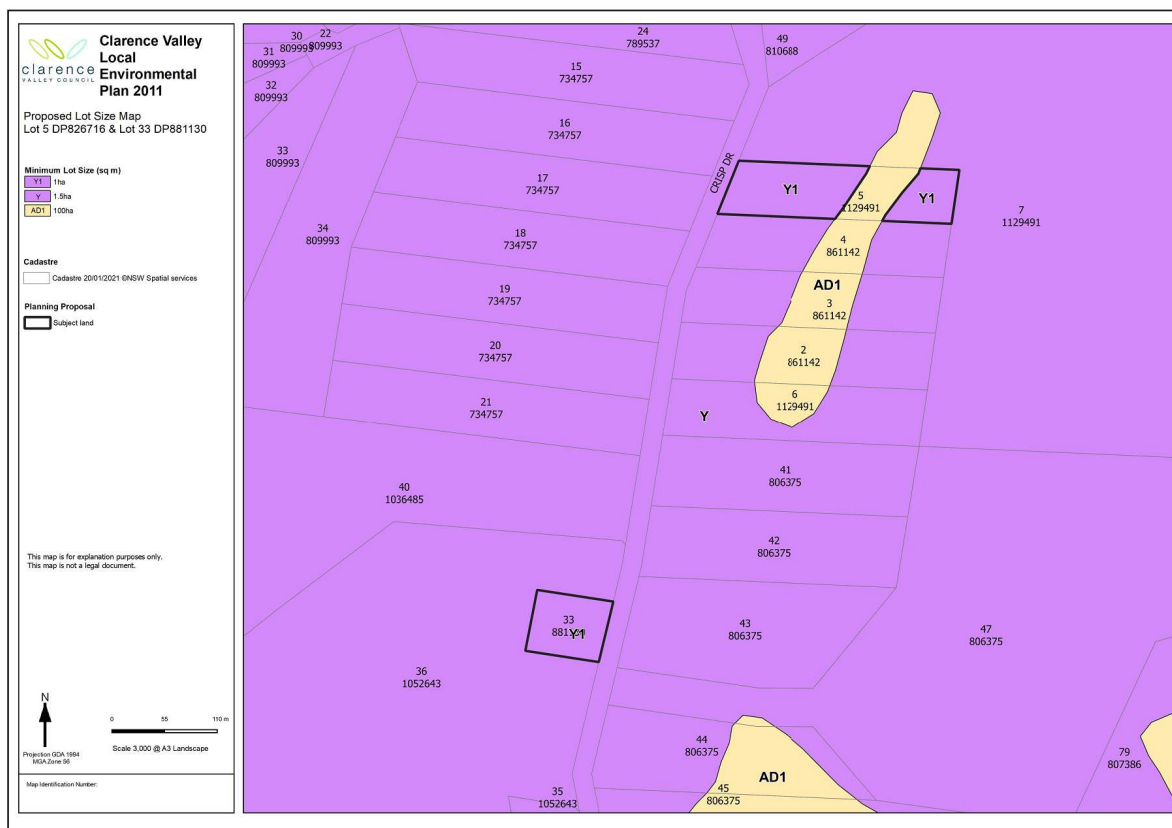 clarence
VALLEY COUNCIL
Clarence Valley
Local
Environmental
Plan 2011
Proposed Lot Size Map
Lot 5 DP826716 & Lot 33 DP881130
Minimum Lot Size (sq m)
Y1 1ha
Y 1.5ha
AD1 100ha
Cadastre
Cadastre 20/01/2021 ©NSW Spatial services
Planning Proposal
Subject land
This map is for explanation purposes only.
This map is not a legal document.
N
0 55 110 m
Projection GDA 1994
MGA Zone 56
Scale 3,000 @ A3 Landscape
Map Identification Number:
30
809993
22
809993
31
809993
32
809993
33
809993
34
809993
24
789537
49
810688
15
734757
16
734757
17
734757
18
734757
19
734757
20
734757
21
734757
CRISP DR
Y1
5
1129491
Y1
7
1129491
4
861142
AD1
3
861142
2
861142
6
1129491
Y
41
806375
40
1036485
42
806375
33
Y1
43
806375
47
806375
36
1052643
44
806375
AD1
45
806375
79
807386
35
1052643